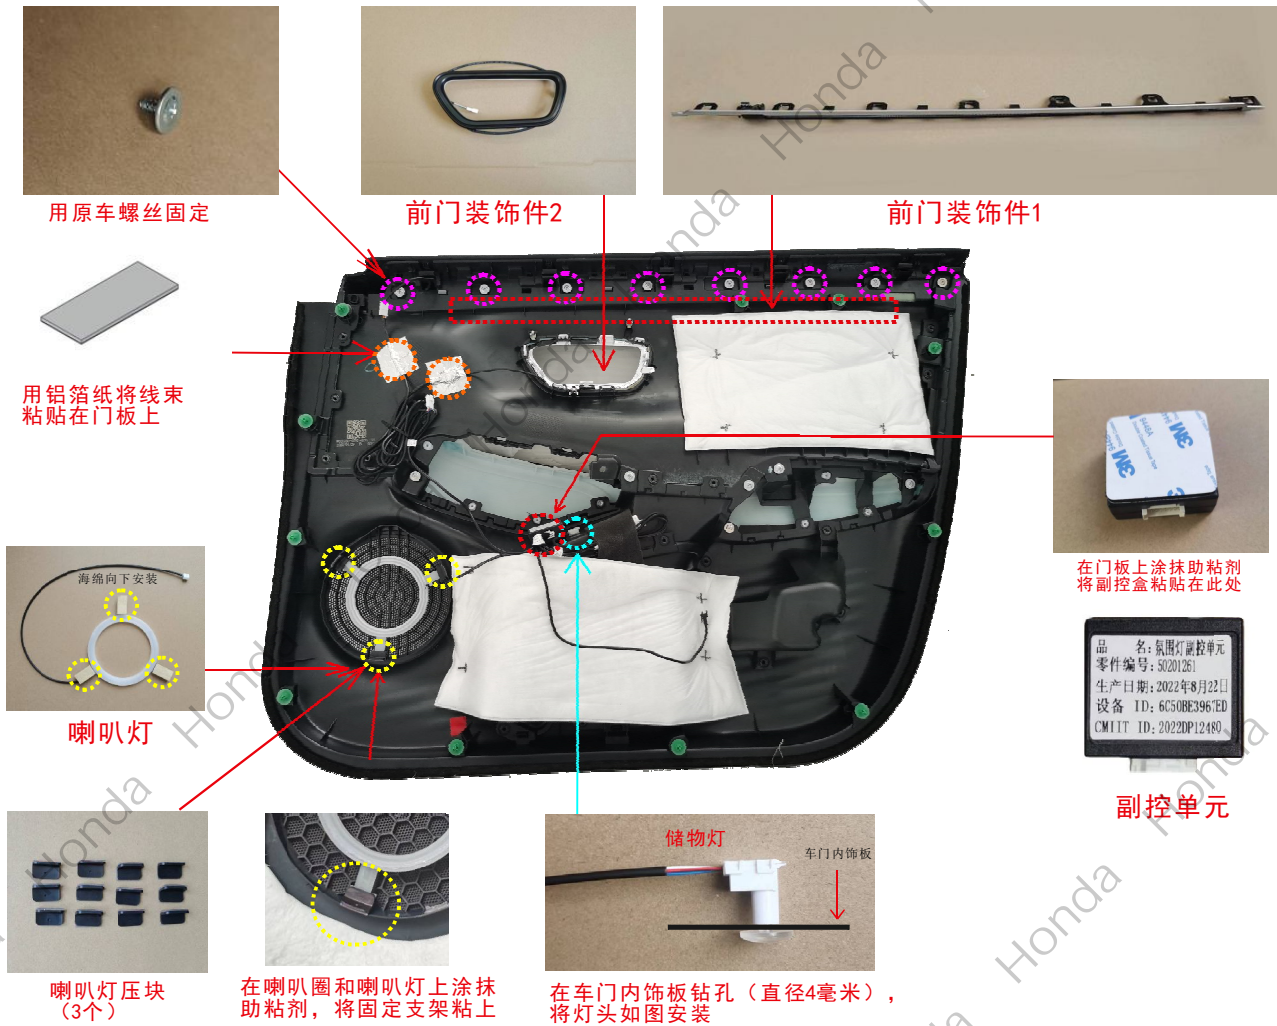 用原车螺丝固定
前门装饰件2
前门装饰件1
用铝箔纸将线束
粘贴在门板上
3M
9448A
在门板上涂抹助粘剂
将副控盒粘贴在此处
海绵向下安装
喇叭灯
品 名:氛围灯副控单元
零件编号:50201261
生产日期:2022年8月22日
设备 ID:6C50BE3967ED
CMIIT ID:2022DP12480
副控单元
储物灯
车门内饰板
喇叭灯压块
(3个)
在喇叭圈和喇叭灯上涂抹
助粘剂，将固定支架粘上
在车门内饰板钻孔（直径4毫米），
将灯头如图安装
Honda
Honda
Honda
Honda
Honda
Honda
Honda